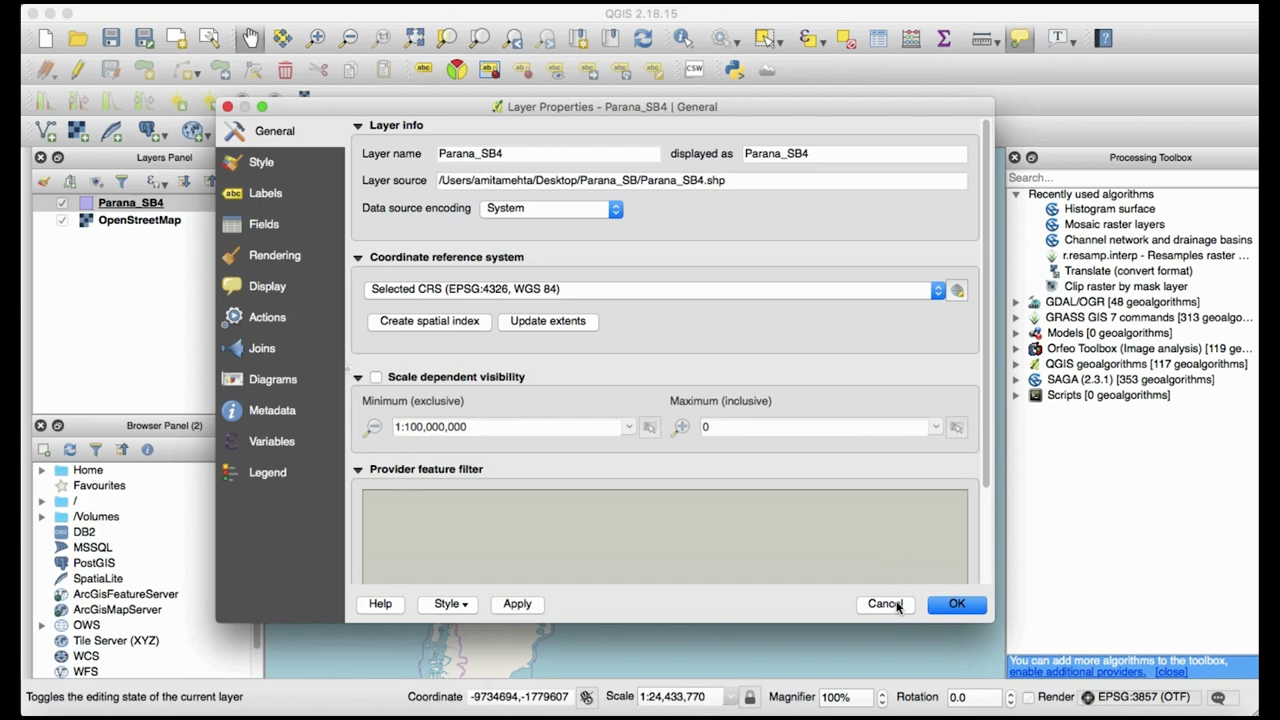 QGIS 2.18.15
Layer Properties - Parana_SB4 | General
Layers Panel
Parana_SB4
OpenStreetMap
Browser Panel (2)
Home
Favourites
/
/Volumes
DB2
MSSQL
PostGIS
SpatiaLite
ArcGisFeatureServer
ArcGisMapServer
OWS
Tile Server (XYZ)
WCS
WFS
General
Style
Labels
Fields
Rendering
Display
Actions
Joins
Diagrams
Metadata
Variables
Legend
Layer info
Layer name Parana_SB4 displayed as Parana_SB4
Layer source /Users/amitamehta/Desktop/Parana_SB/Parana_SB4.shp
Data source encoding System
Coordinate reference system
Selected CRS (EPSG:4326, WGS 84)
Create spatial index Update extents
Scale dependent visibility
Minimum (exclusive) Maximum (inclusive)
1:100,000,000 0
Provider feature filter
Help Style Apply Cancel OK
Processing Toolbox
Search...
Recently used algorithms
Histogram surface
Mosaic raster layers
Channel network and drainage basins
r.resamp.interp - Resamples raster ...
Translate (convert format)
Clip raster by mask layer
GDAL/OGR [48 geoalgorithms]
GRASS GIS 7 commands [313 geoalgo...
Models [0 geoalgorithms]
Orfeo Toolbox (Image analysis) [119 ge...
QGIS geoalgorithms [117 geoalgorithms]
SAGA (2.3.1) [353 geoalgorithms]
Scripts [0 geoalgorithms]
You can add more algorithms to the toolbox,
enable additional providers. [close]
Toggles the editing state of the current layer Coordinate -9734694,-1779607 Scale 1:24,433,770 Magnifier 100% Rotation 0.0 Render EPSG:3857 (OTF)